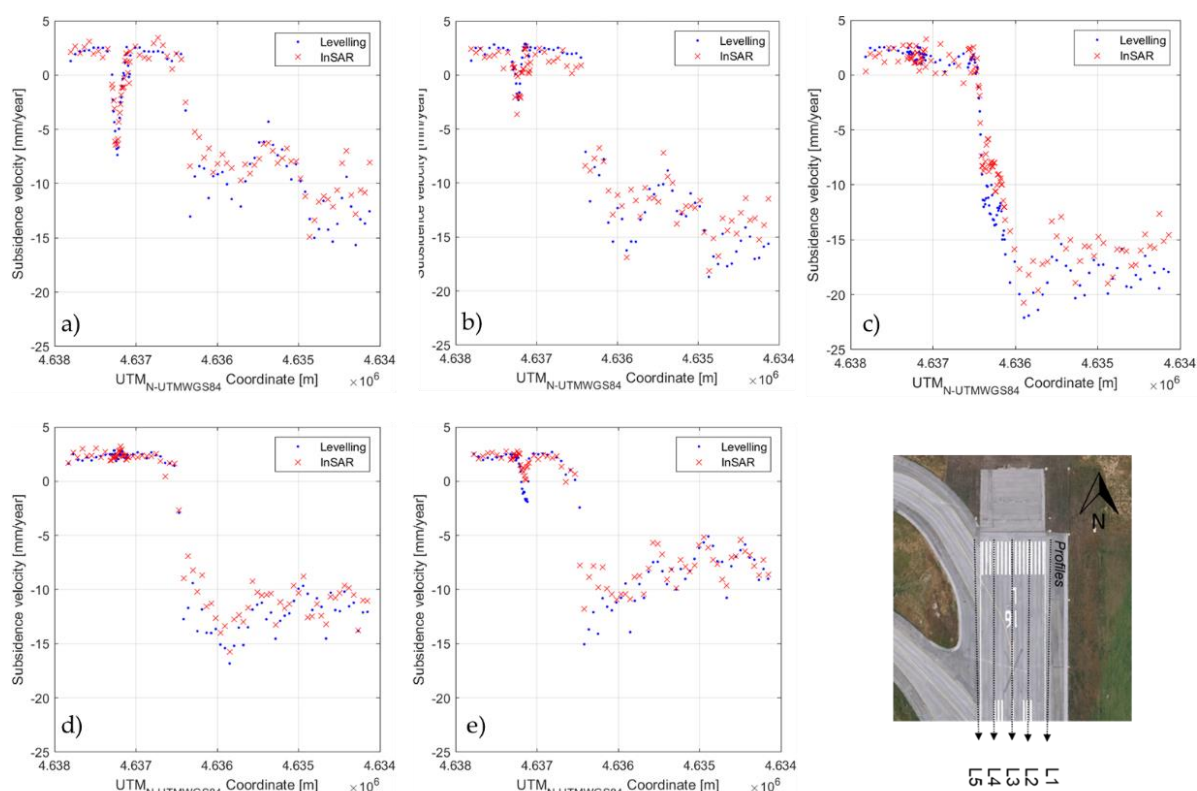 5
0
-5
-10
-15
-20
-25
Subsidence velocity [mm/year]
Levelling
InSAR
a)
4.638 4.637 4.636 4.635 4.634
UTM N-UTMWGS84 Coordinate [m] ×10⁶
5
0
-5
-10
-15
-20
-25
Subsidence velocity [mm/year]
Levelling
InSAR
b)
4.638 4.637 4.636 4.635 4.634
UTM N-UTMWGS84 Coordinate [m] ×10⁶
5
0
-5
-10
-15
-20
-25
Subsidence velocity [mm/year]
Levelling
InSAR
c)
4.638 4.637 4.636 4.635 4.634
UTM N-UTMWGS84 Coordinate [m] ×10⁶
5
0
-5
-10
-15
-20
-25
Subsidence velocity [mm/year]
Levelling
InSAR
d)
4.638 4.637 4.636 4.635 4.634
UTM N-UTMWGS84 Coordinate [m] ×10⁶
5
0
-5
-10
-15
-20
-25
Subsidence velocity [mm/year]
Levelling
InSAR
e)
4.638 4.637 4.636 4.635 4.634
UTM N-UTMWGS84 Coordinate [m] ×10⁶
N
Profiles
L5 L4 L3 L2 L1